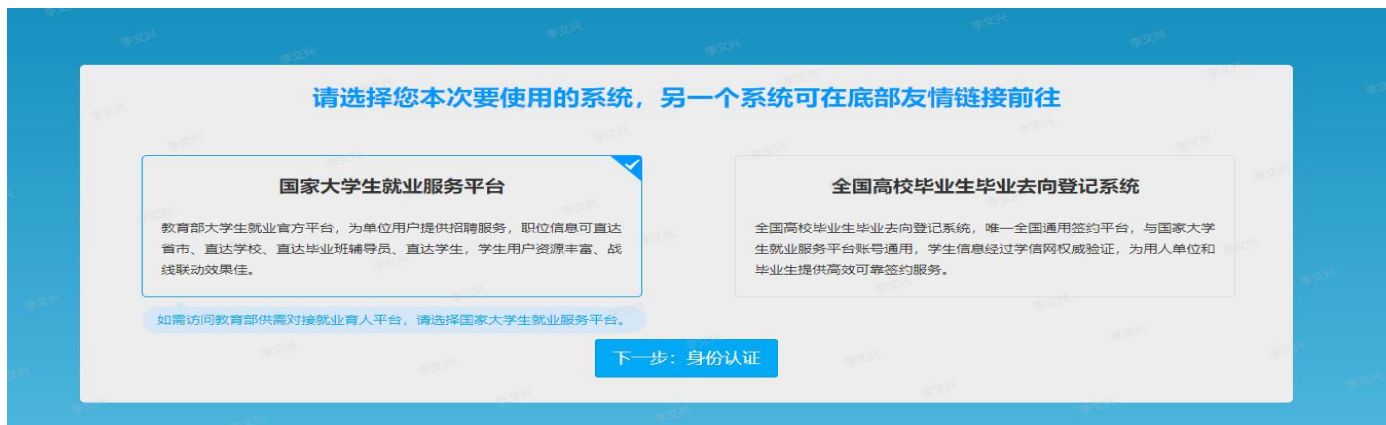 请选择您本次要使用的系统，另一个系统可在底部友情链接前往
国家大学生就业服务平台
教育部大学生就业官方平台，为单位用户提供招聘服务，职位信息可直达
省市、直达学校、直达毕业班辅导员、直达学生，学生用户资源丰富、战
线联动效果佳。
全国高校毕业生毕业去向登记系统
全国高校毕业生毕业去向登记系统，唯一全国通用签约平台，与国家大学
生就业服务平台账号通用，学生信息经过学信网权威验证，为用人单位和
毕业生提供高效可靠签约服务。
如需访问教育部供需对接就业育人平台，请选择国家大学生就业服务平台。
下一步：身份认证